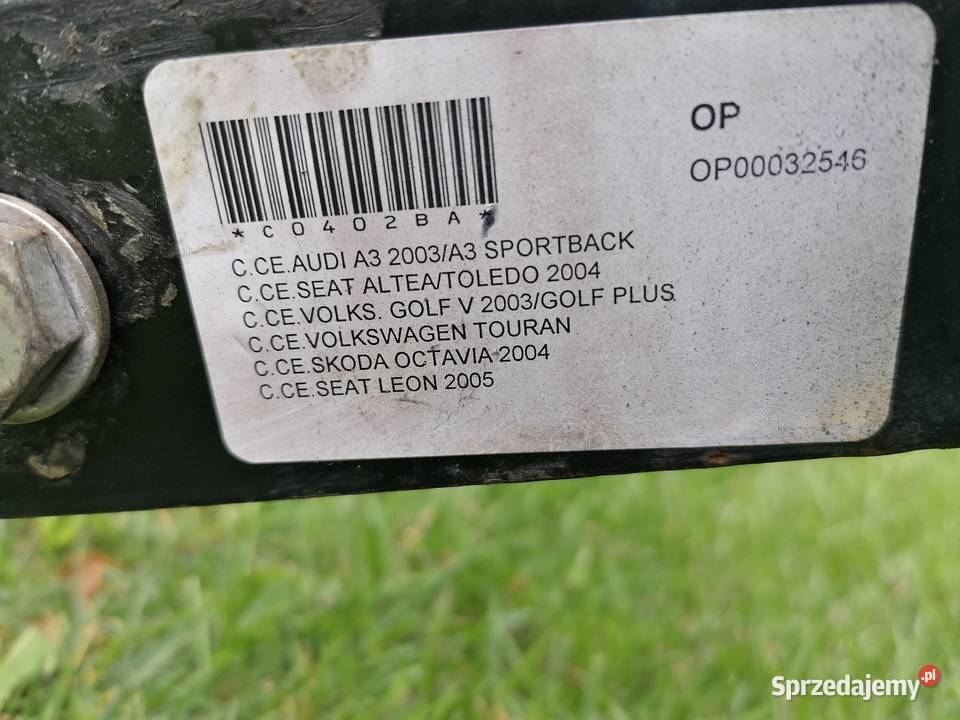 *C0402BA*
OP
OP00032546
C.CE.AUDI A3 2003/A3 SPORTBACK
C.CE.SEAT ALTEA/TOLEDO 2004
C.CE.VOLKS. GOLF V 2003/GOLF PLUS
C.CE.VOLKSWAGEN TOURAN
C.CE.SKODA OCTAVIA 2004
C.CE.SEAT LEON 2005
Sprzedajemy.pl